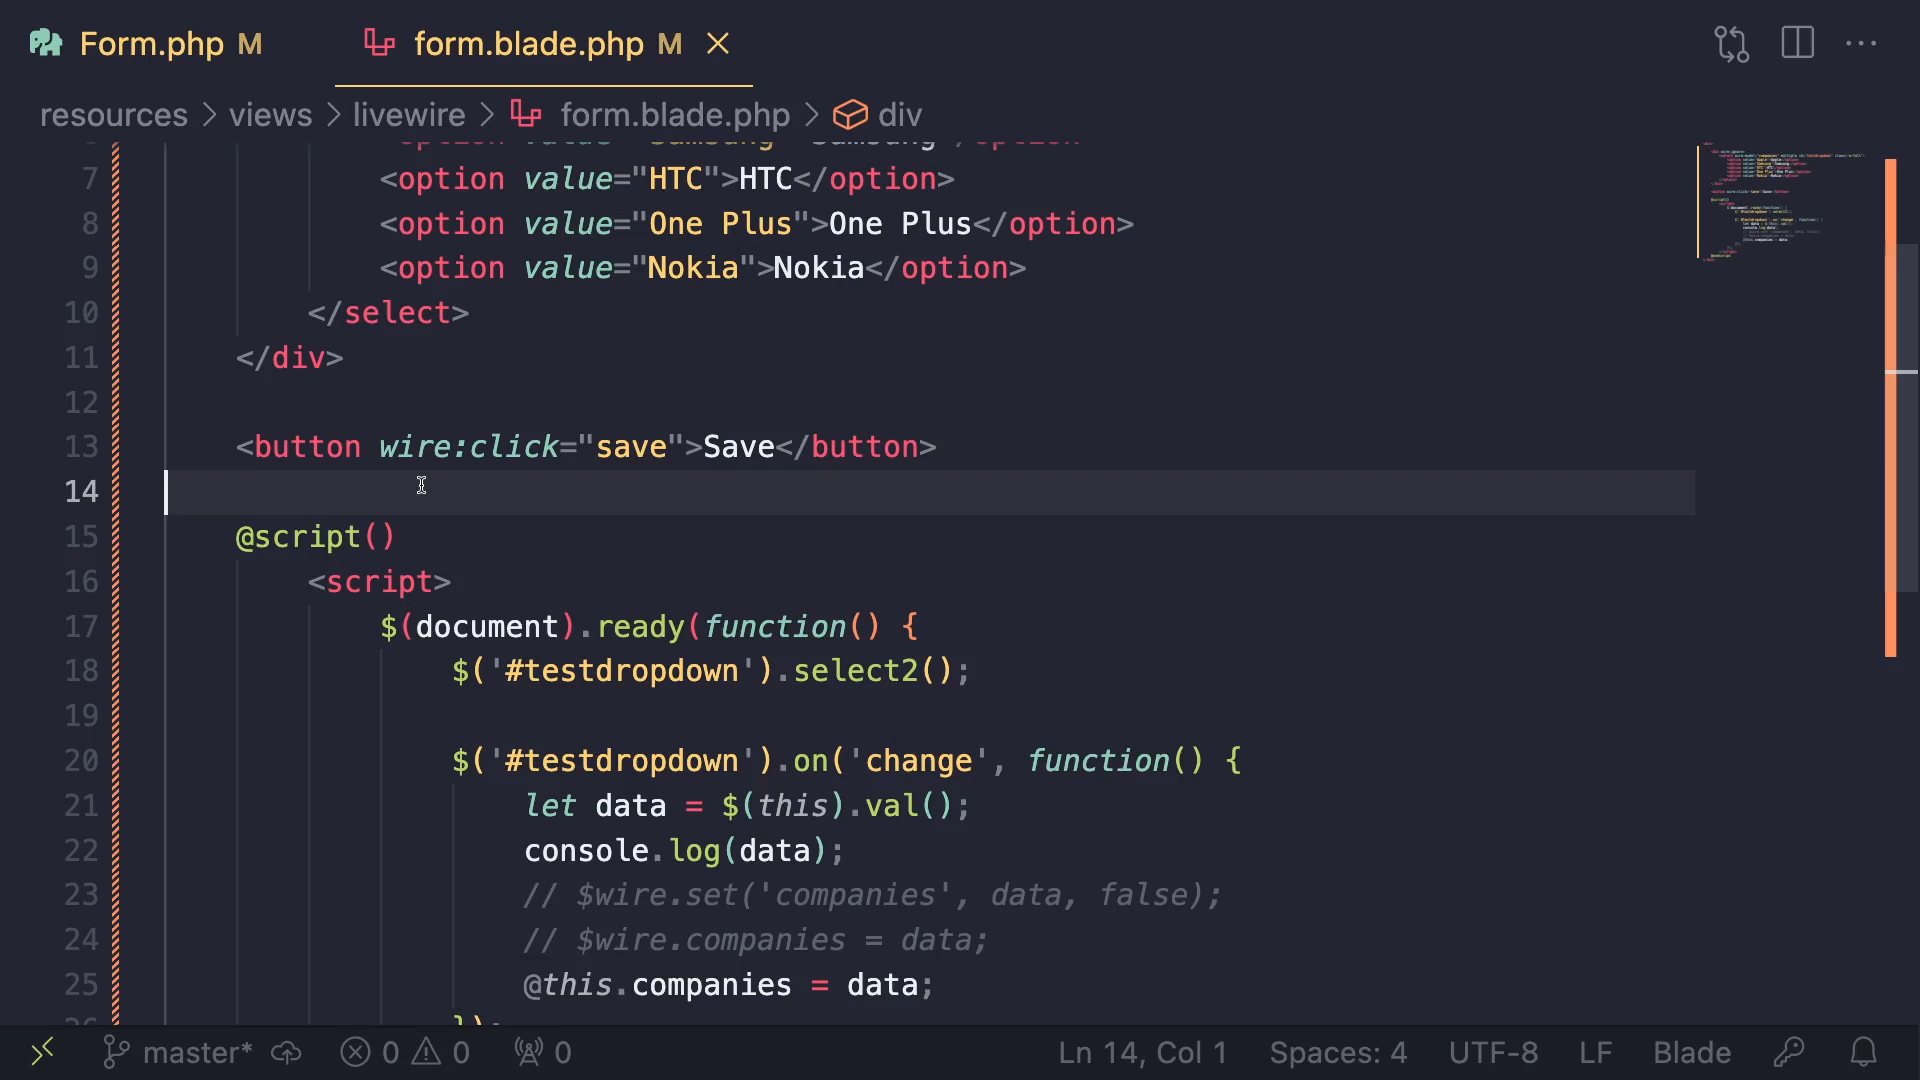 Form.php M form.blade.php M
resources > views > livewire > form.blade.php > div
7 <option value="HTC">HTC</option>
8 <option value="One Plus">One Plus</option>
9 <option value="Nokia">Nokia</option>
10 </select>
11 </div>
12
13 <button wire:click="save">Save</button>
14
15 @script()
16 <script>
17 $(document).ready(function() {
18 $('#testdropdown').select2();
19
20 $('#testdropdown').on('change', function() {
21 let data = $(this).val();
22 console.log(data);
23 // $wire.set('companies', data, false);
24 // $wire.companies = data;
25 @this.companies = data;
master* 0 0 0 Ln 14, Col 1 Spaces: 4 UTF-8 LF Blade